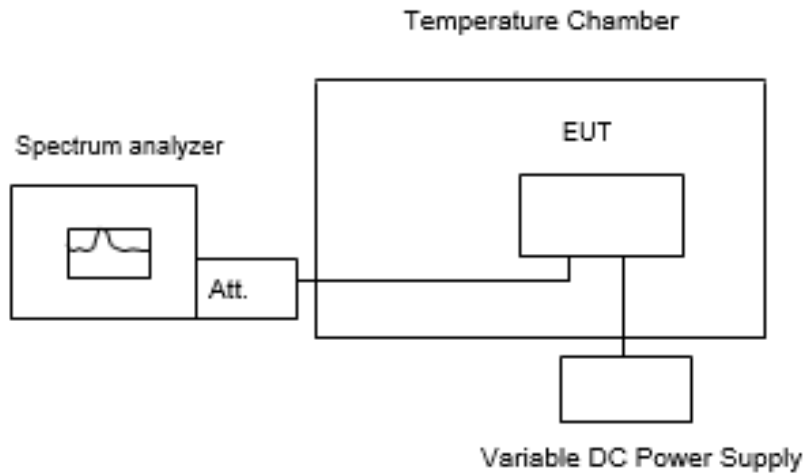 Temperature Chamber
EUT
Spectrum analyzer
Att.
Variable DC Power Supply